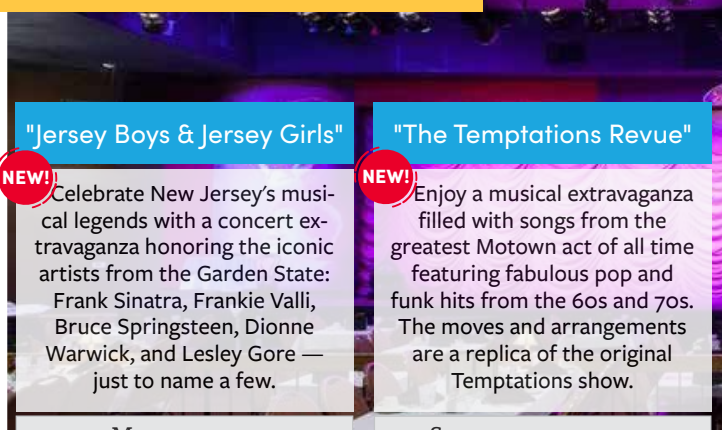 "Jersey Boys & Jersey Girls"
NEW!
Celebrate New Jersey's musi-
cal legends with a concert ex-
travaganza honoring the iconic
artists from the Garden State:
Frank Sinatra, Frankie Valli,
Bruce Springsteen, Dionne
Warwick, and Lesley Gore —
just to name a few.
"The Temptations Revue"
NEW!
Enjoy a musical extravaganza
filled with songs from the
greatest Motown act of all time
featuring fabulous pop and
funk hits from the 60s and 70s.
The moves and arrangements
are a replica of the original
Temptations show.